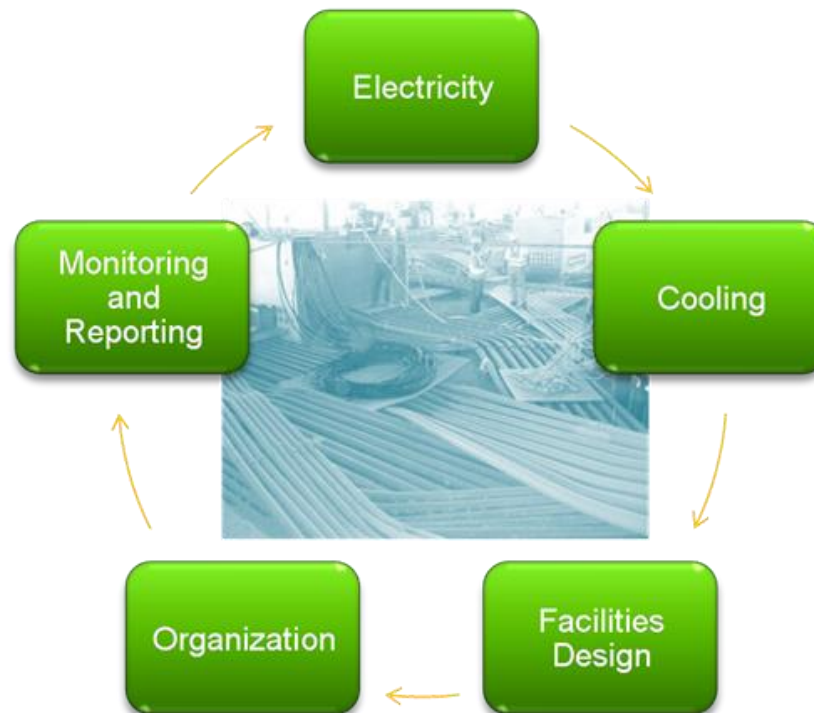 Electricity
Cooling
Facilities
Design
Organization
Monitoring
and
Reporting